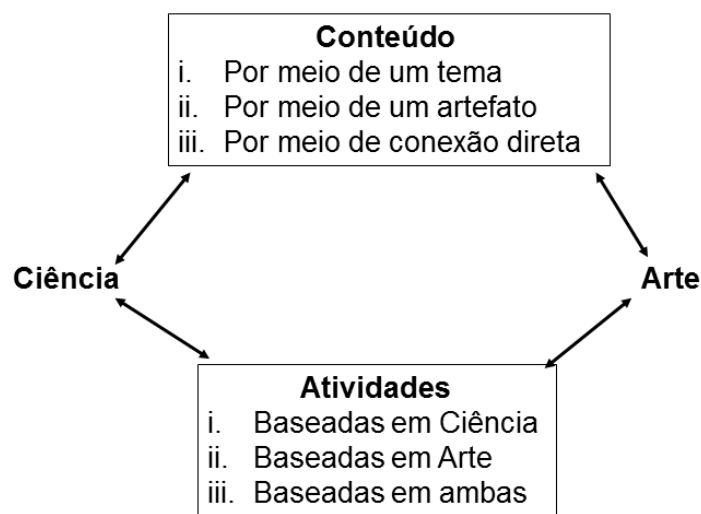 Conteúdo
i. Por meio de um tema
ii. Por meio de um artefato
iii. Por meio de conexão direta
Ciência
Arte
Atividades
i. Baseadas em Ciência
ii. Baseadas em Arte
iii. Baseadas em ambas